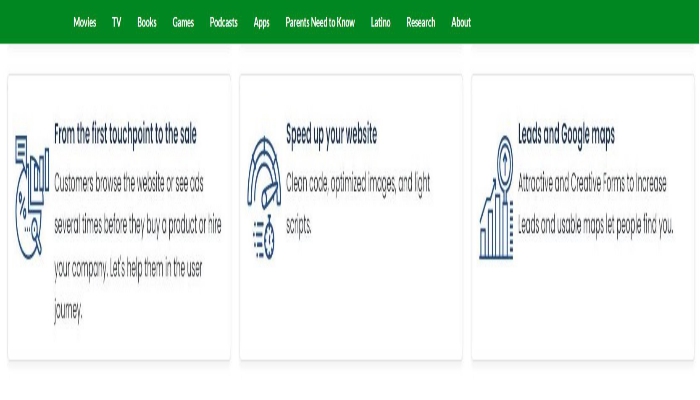 Movies TV Books Games Podcasts Apps Parents Need to Know Latino Research About
From the first touchpoint to the sale
Customers browse the website or see ads
several times before they buy a product or hire
your company. Let's help them in the user
journey.
Speed up your website
Clean code, optimized images, and light
scripts.
Leads and Google maps
Attractive and Creative Forms to Increase
Leads and usable maps let people find you.